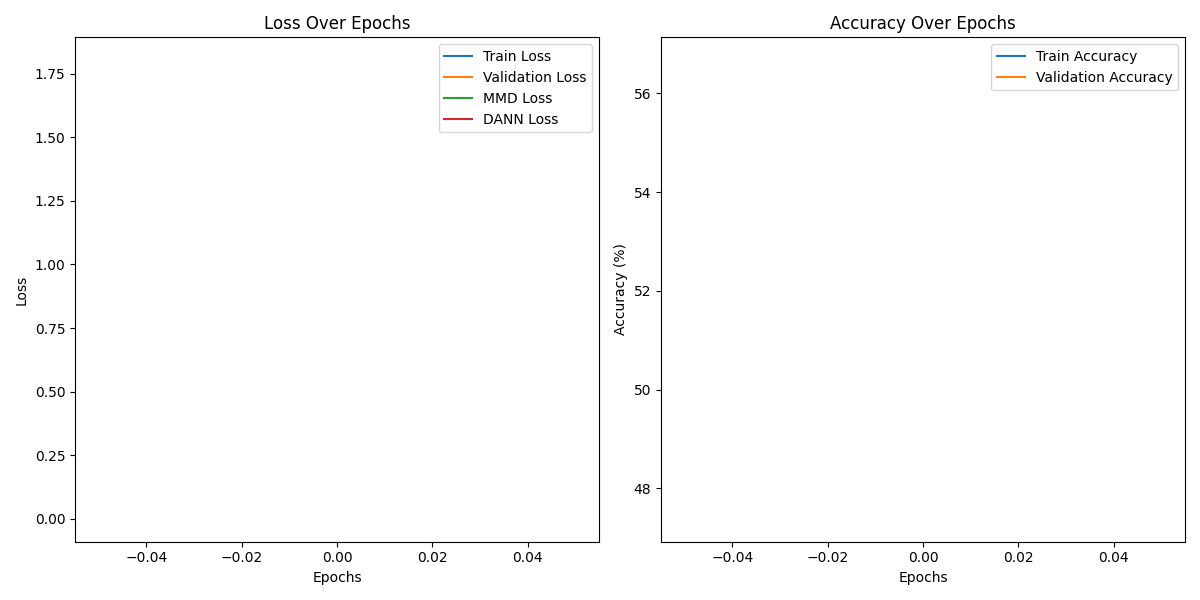 Loss Over Epochs
Train Loss
Validation Loss
MMD Loss
DANN Loss
Loss
1.75
1.50
1.25
1.00
0.75
0.50
0.25
0.00
−0.04 −0.02 0.00 0.02 0.04
Epochs
Accuracy Over Epochs
Train Accuracy
Validation Accuracy
Accuracy (%)
56
54
52
50
48
−0.04 −0.02 0.00 0.02 0.04
Epochs